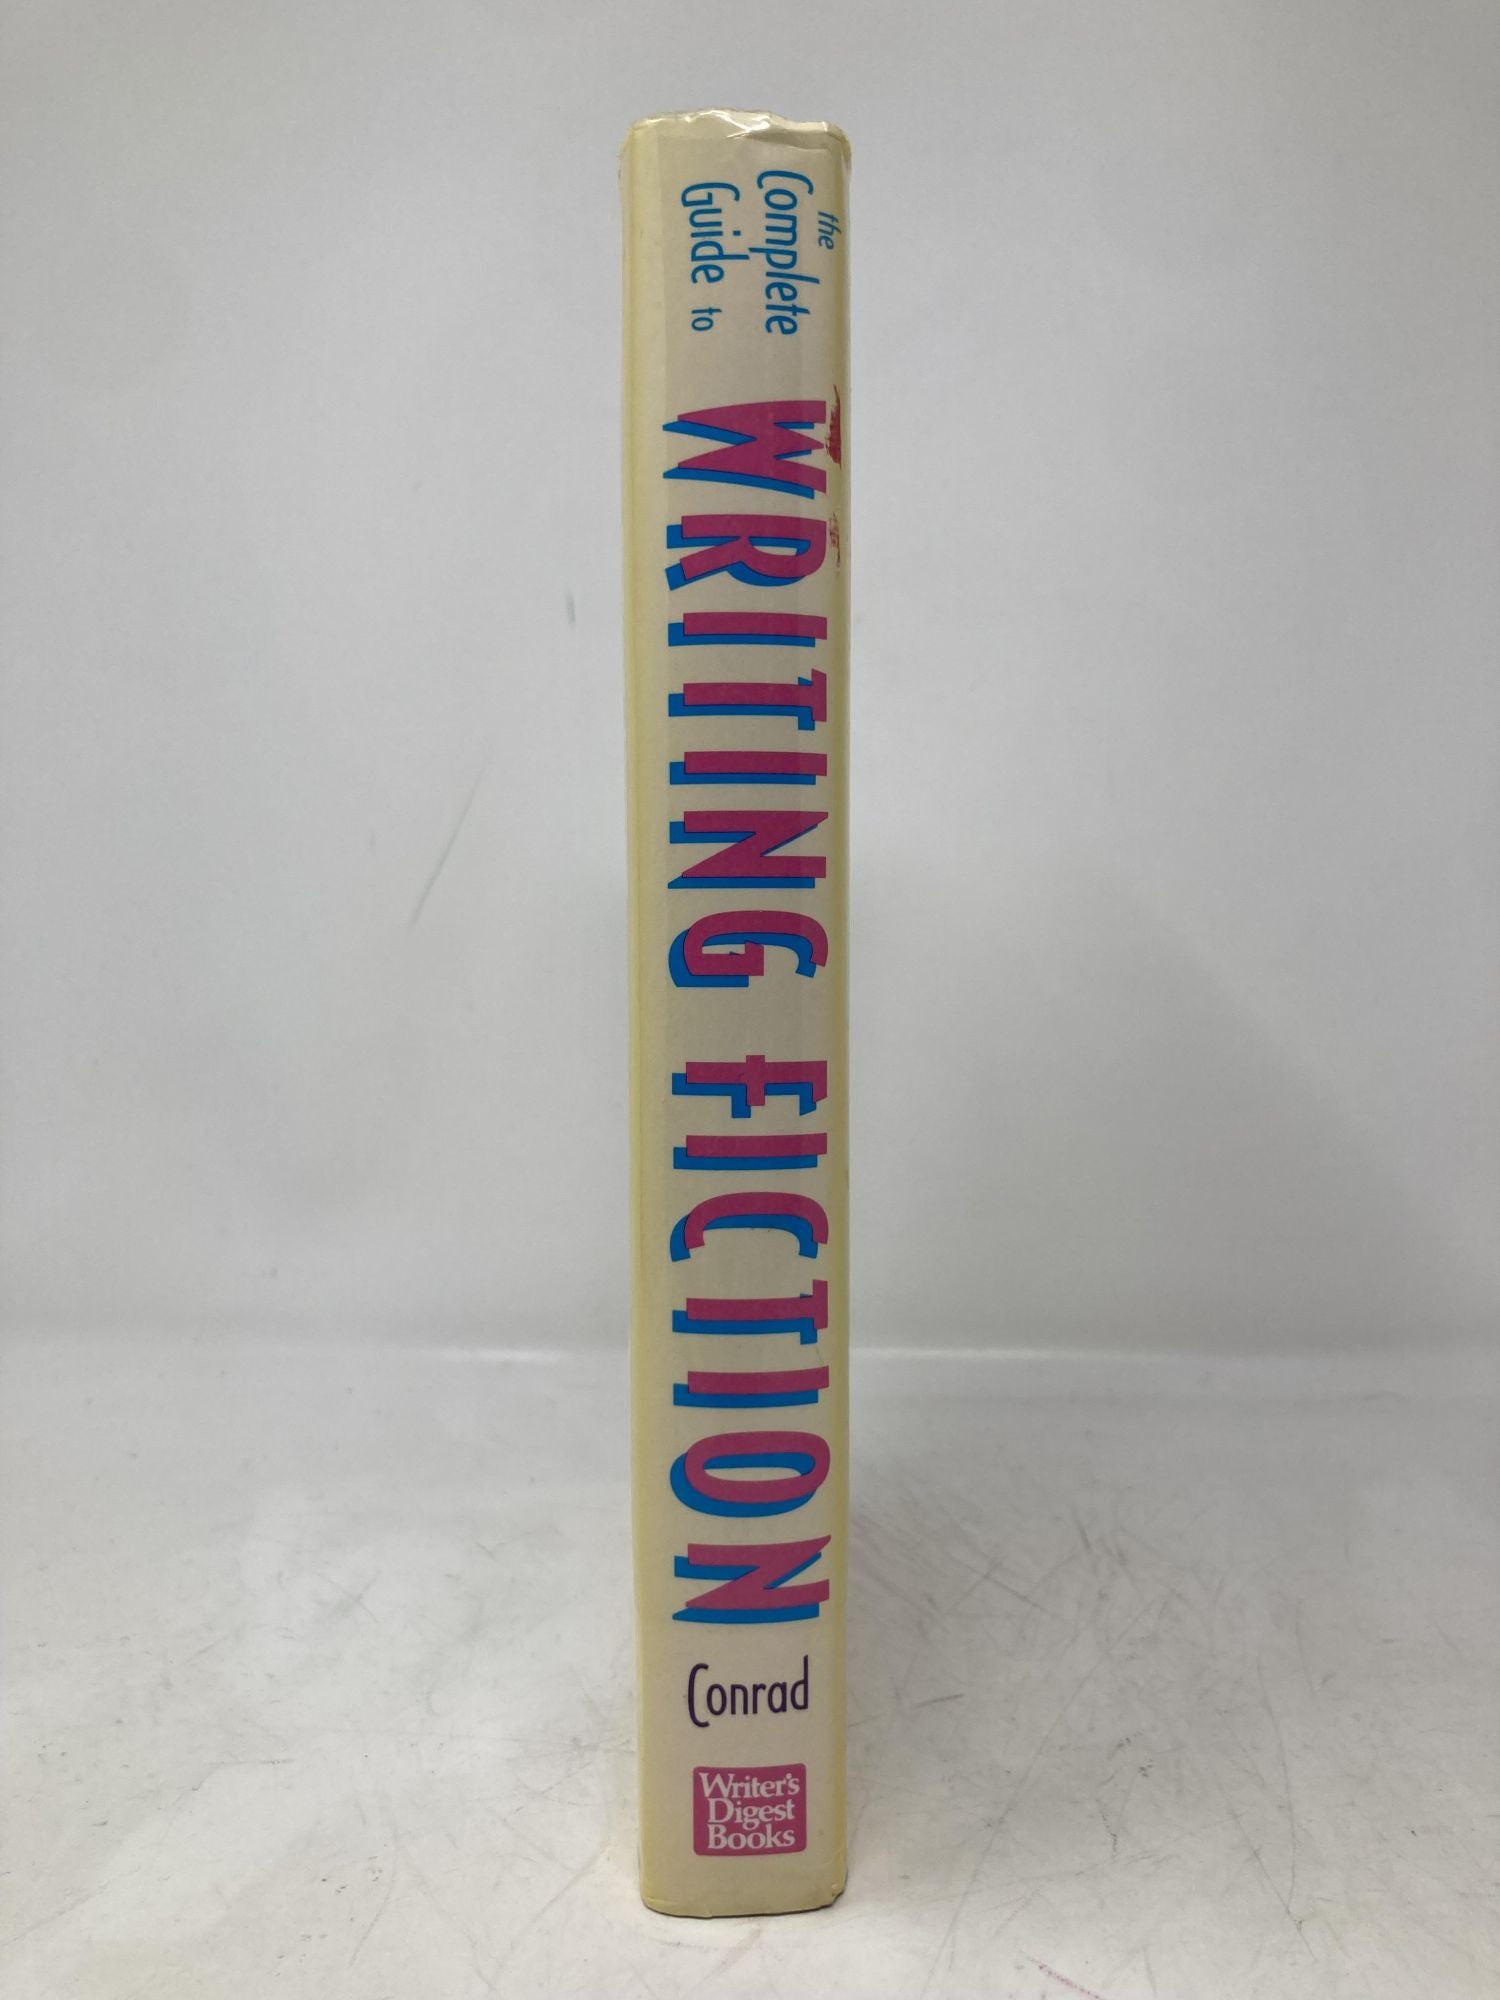 the
Complete
Guide to
WRITING FICTION
Conrad
Writer's
Digest
Books